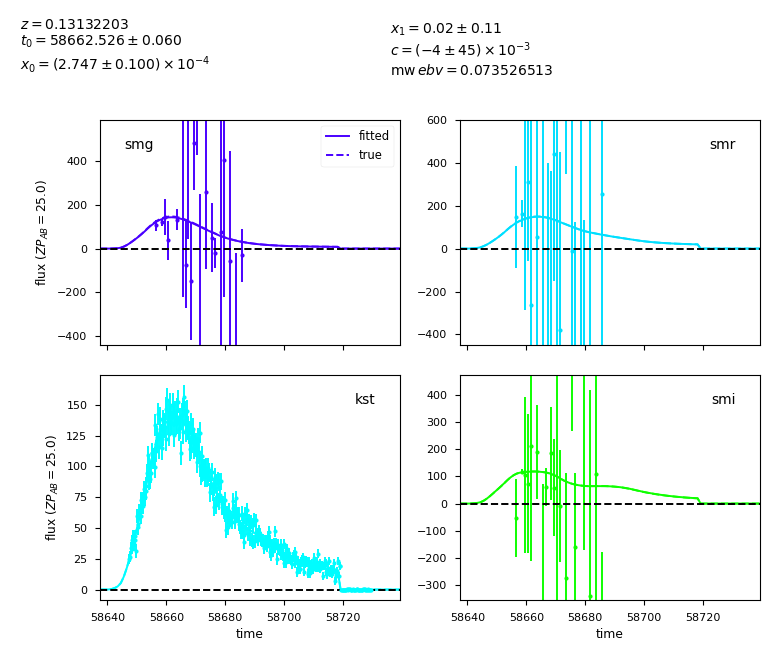 z = 0.13132203
t₀ = 58662.526 ± 0.060
x₀ = (2.747 ± 0.100) × 10⁻⁴
x₁ = 0.02 ± 0.11
c = (−4 ± 45) × 10⁻³
mw ebv = 0.073526513
smg
fitted
true
400
200
0
−200
−400
flux (ZP_AB = 25.0)
smr
600
400
200
0
−200
−400
kst
150
125
100
75
50
25
0
flux (ZP_AB = 25.0)
58640 58660 58680 58700 58720
time
smi
400
300
200
100
0
−100
−200
−300
58640 58660 58680 58700 58720
time